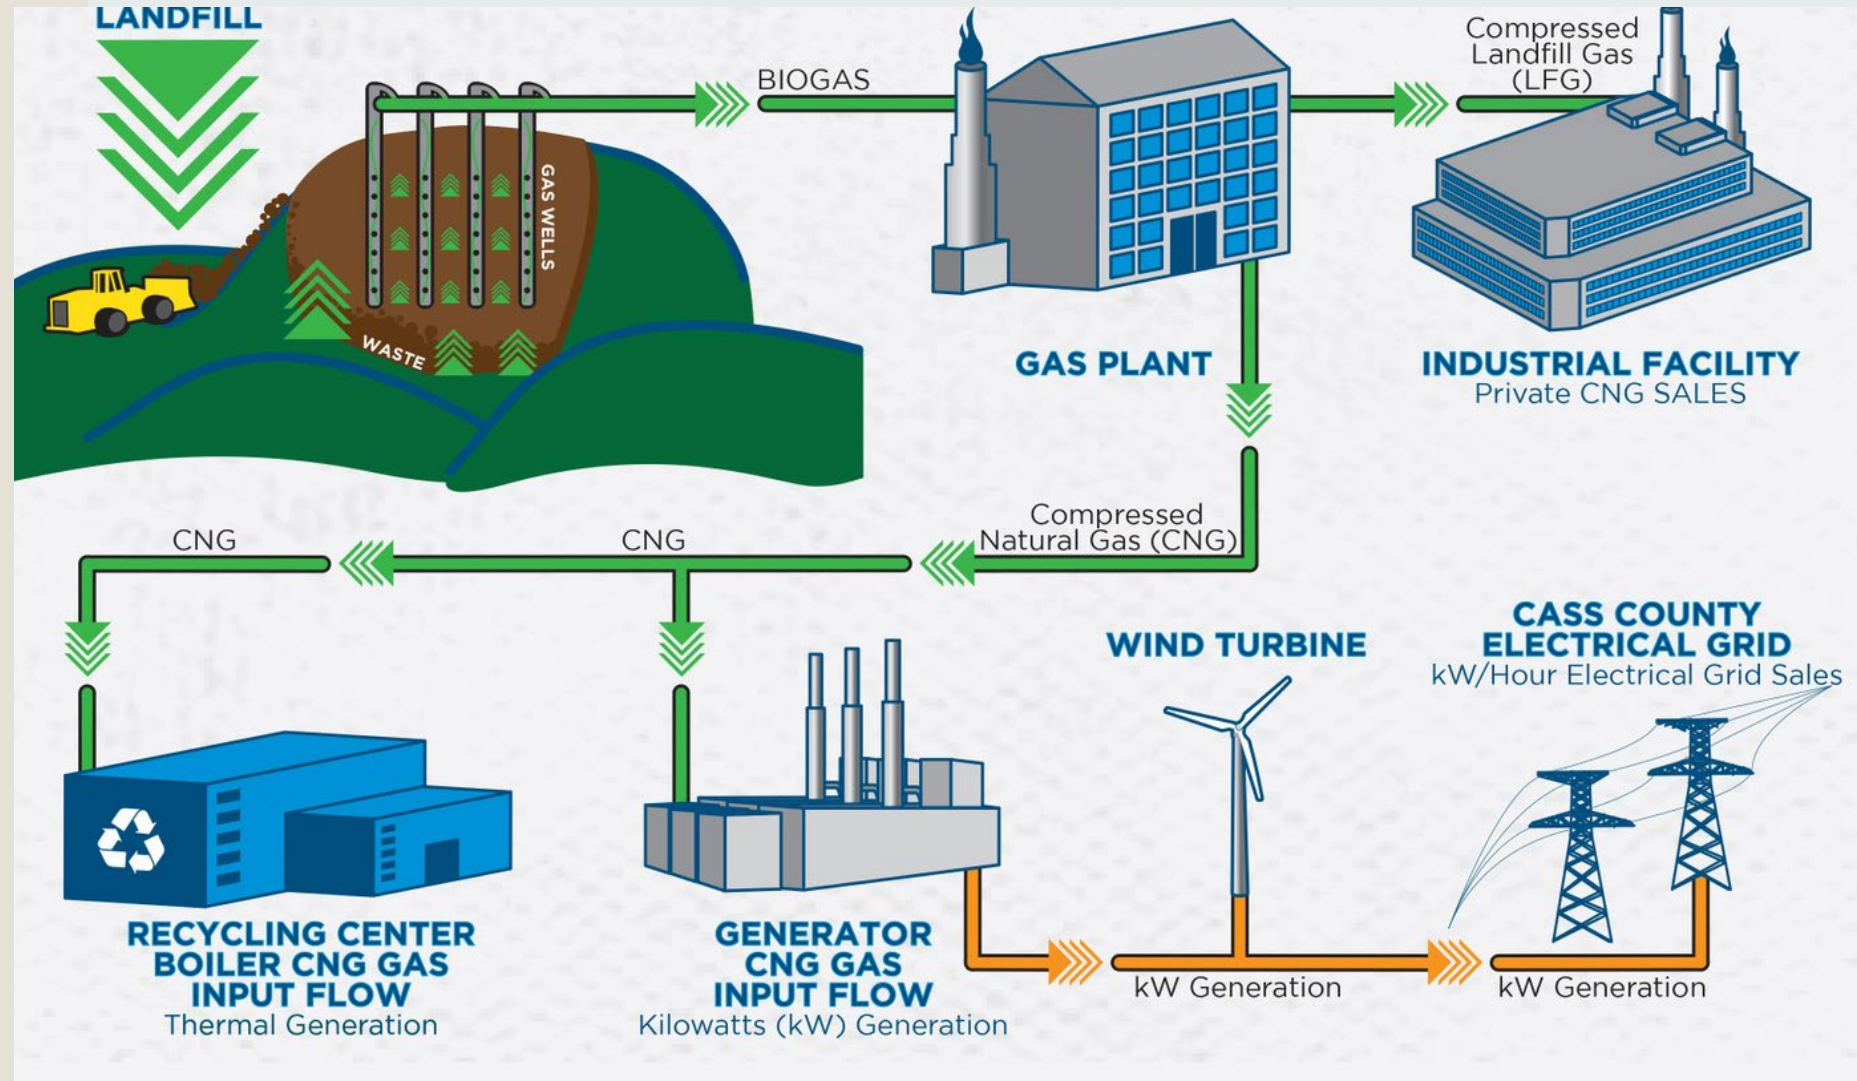 LANDFILL
BIOGAS
Compressed
Landfill Gas
(LFG)
GAS WELLS
WASTE
GAS PLANT
INDUSTRIAL FACILITY
Private CNG SALES
CNG
CNG
Compressed
Natural Gas (CNG)
WIND TURBINE
CASS COUNTY
ELECTRICAL GRID
kW/Hour Electrical Grid Sales
RECYCLING CENTER
BOILER CNG GAS
INPUT FLOW
Thermal Generation
GENERATOR
CNG GAS
INPUT FLOW
Kilowatts (kW) Generation
kW Generation
kW Generation